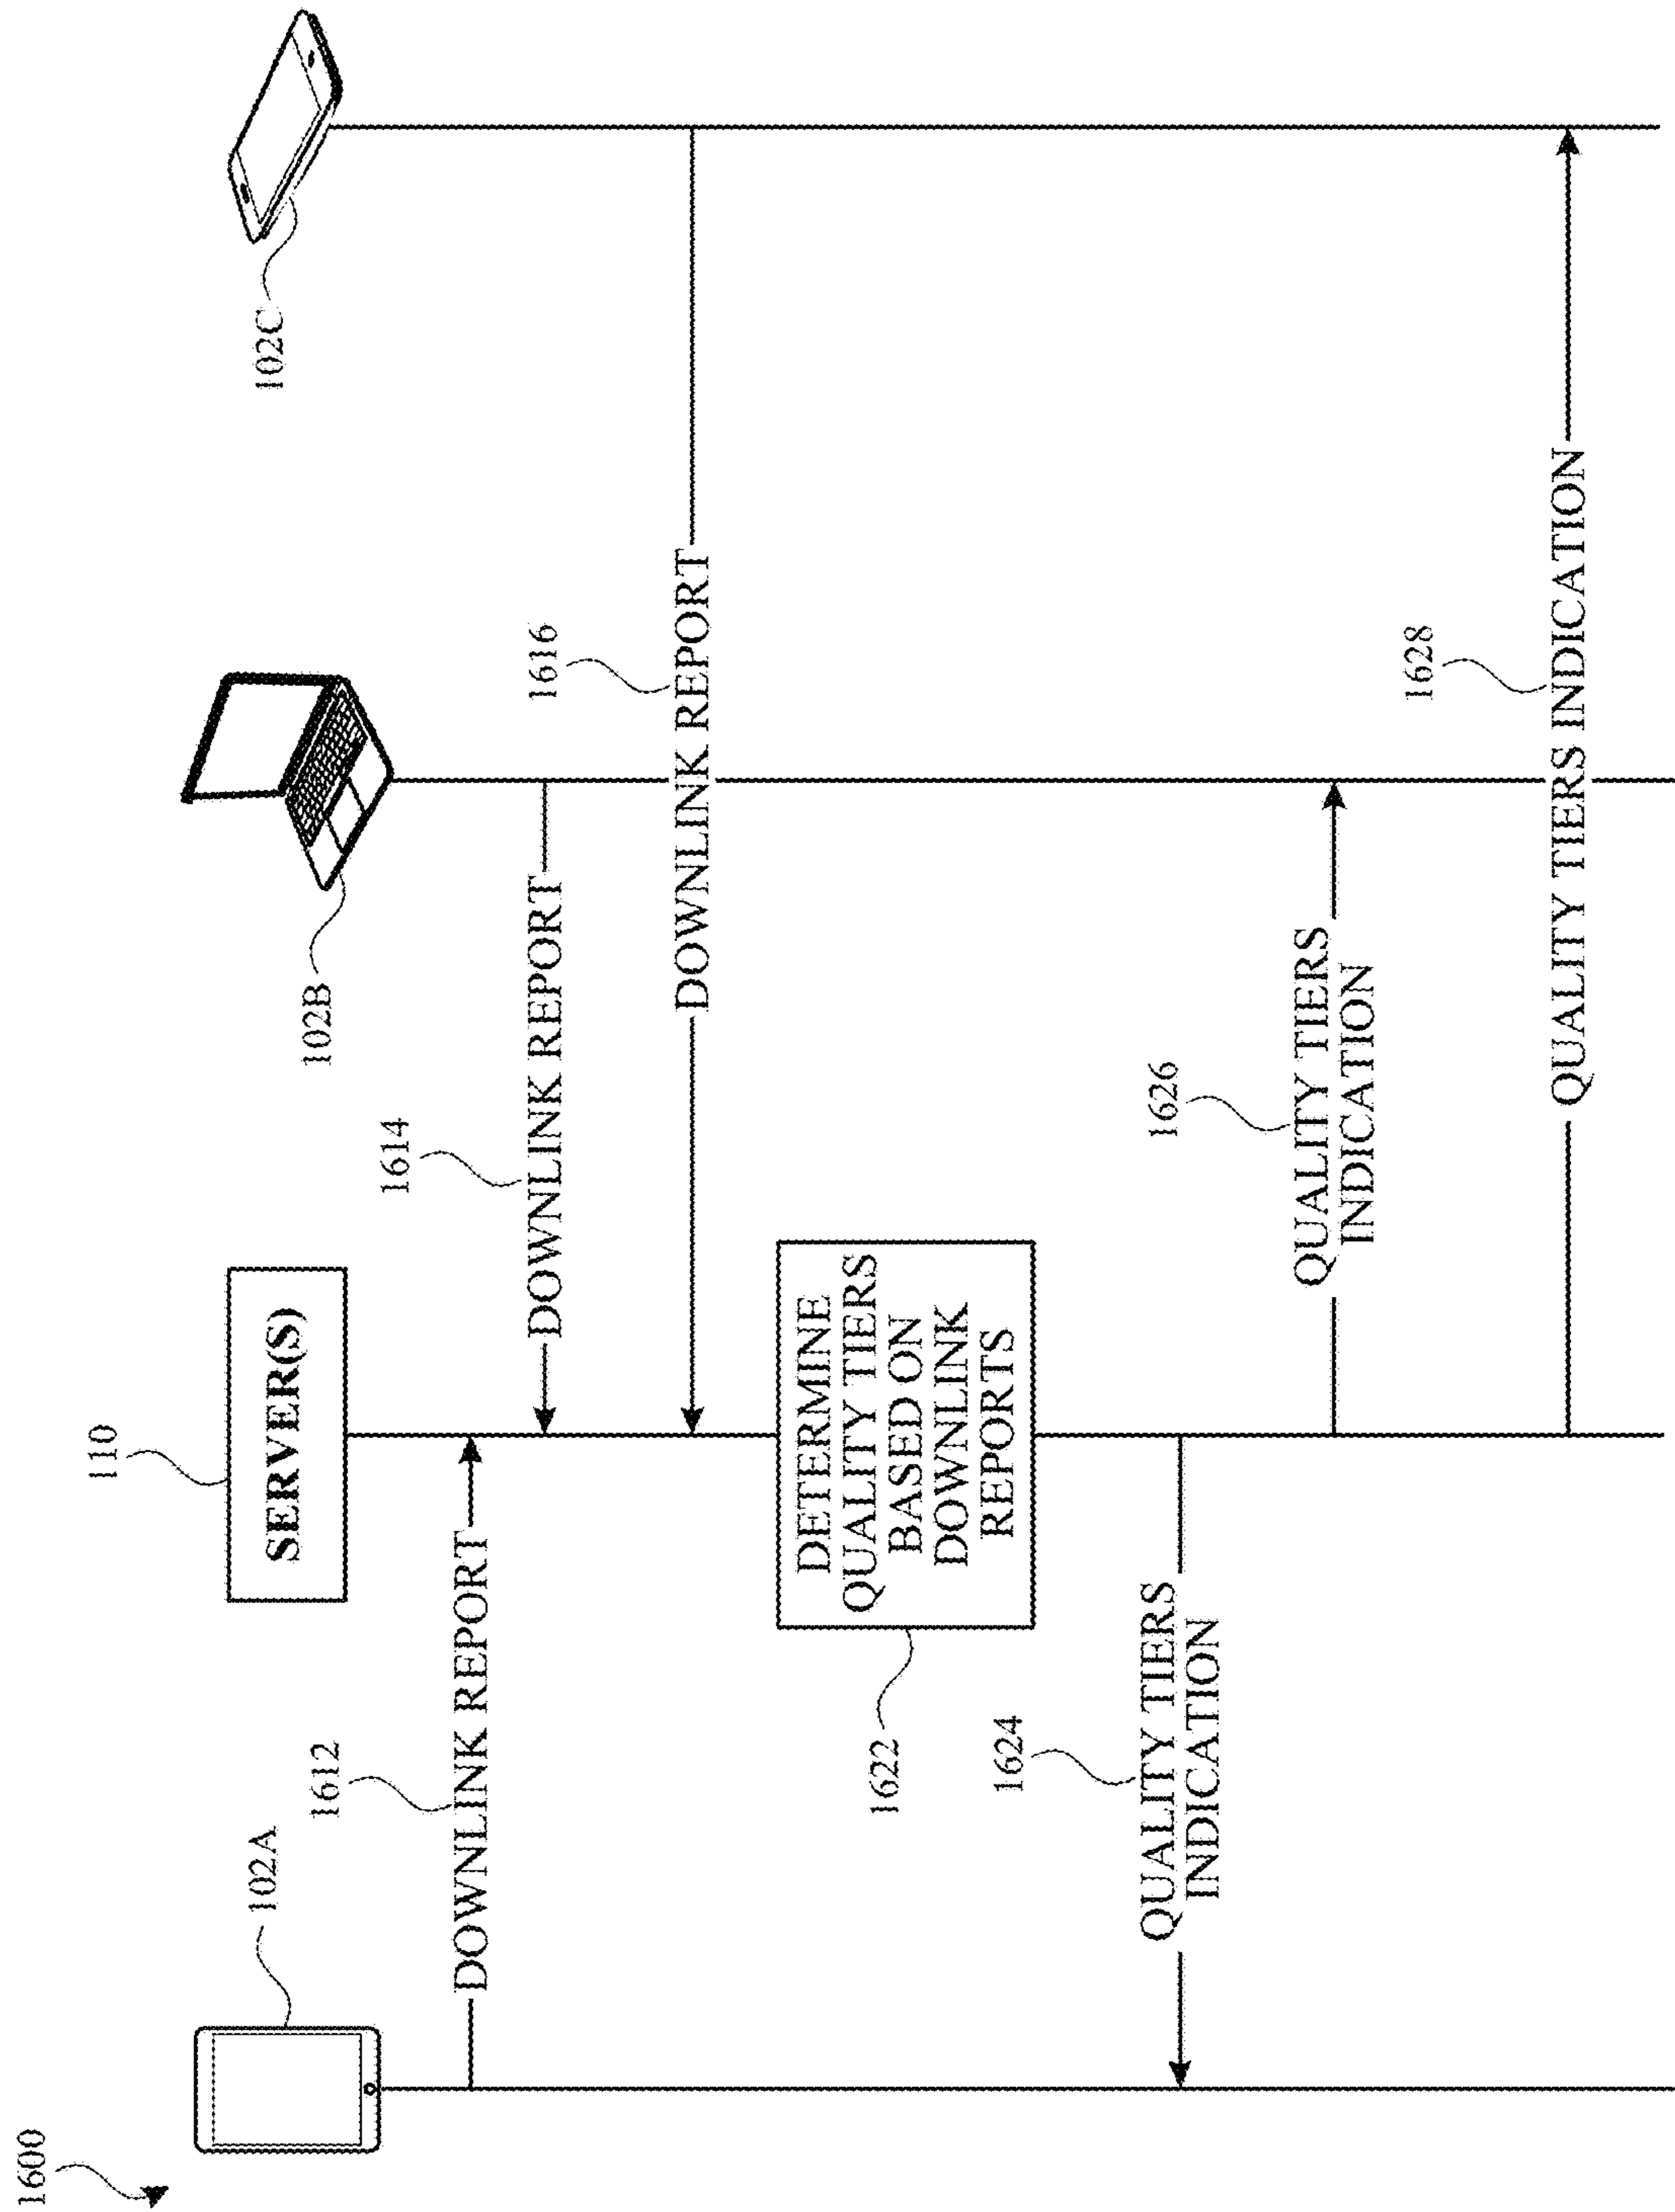 1600
102A
110
SERVER(S)
102B
102C
1612
DOWNLINK REPORT
1614
DOWNLINK REPORT
1616
DOWNLINK REPORT
1622
DETERMINE
QUALITY TIERS
BASED ON
DOWNLINK
REPORTS
1624
QUALITY TIERS
INDICATION
1626
QUALITY TIERS
INDICATION
1628
QUALITY TIERS INDICATION